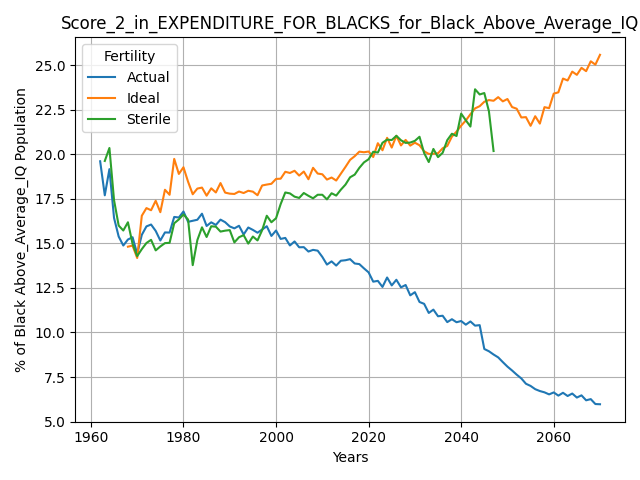 Score_2_in_EXPENDITURE_FOR_BLACKS_for_Black_Above_Average_IQ
Fertility
Actual
Ideal
Sterile
% of Black Above_Average_IQ Population
25.0
22.5
20.0
17.5
15.0
12.5
10.0
7.5
5.0
1960
1980
2000
2020
2040
2060
Years